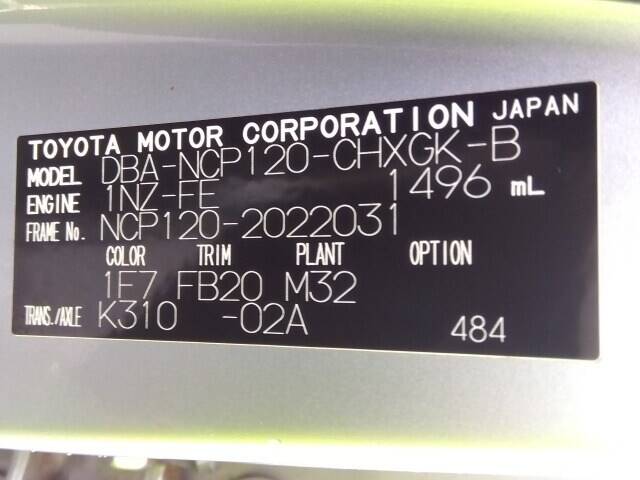 TOYOTA MOTOR CORPORATION JAPAN
MODEL DBA-NCP120-CHXGK-B
ENGINE 1NZ-FE 1496 mL
FRAME No. NCP120-2022031
COLOR TRIM PLANT OPTION
1E7 FB20 M32
TRANS./AXLE K310 -02A 484